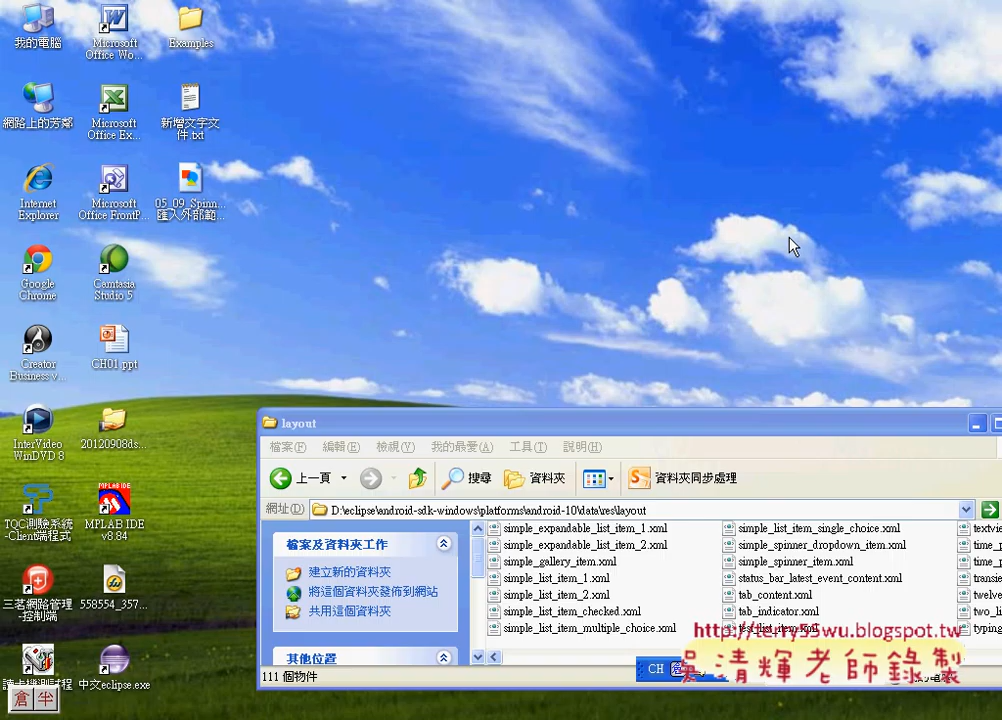 我的電腦
Microsoft
Office Wo...
Examples
網路上的芳鄰
Microsoft
Office Ex...
新增文字文
件.txt
Internet
Explorer
Microsoft
Office FrontP...
05_09_Spinn...
匯入外部範...
Google
Chrome
Camtasia
Studio 5
Creator
Business v...
CH01.ppt
InterVideo
WinDVD 8
20120908ds...
TQC測驗系統
-Client端程式
MPLAB IDE
v8.84
三茗網路管理
-控制端
558554_357...
中文eclipse.exe
倉 半
layout
檔案(F) 編輯(E) 檢視(V) 我的最愛(A) 工具(T) 說明(H)
上一頁 搜尋 資料夾 資料夾同步處理
網址(D) D:\eclipse\android-sdk-windows\platforms\android-10\data\res\layout
檔案及資料夾工作
建立新的資料夾
將這個資料夾發佈到網站
共用這個資料夾
其他位置
simple_expandable_list_item_1.xml
simple_expandable_list_item_2.xml
simple_gallery_item.xml
simple_list_item_1.xml
simple_list_item_2.xml
simple_list_item_checked.xml
simple_list_item_multiple_choice.xml
simple_list_item_single_choice.xml
simple_spinner_dropdown_item.xml
simple_spinner_item.xml
status_bar_latest_event_content.xml
tab_content.xml
tab_indicator.xml
test_list_item.xml
textvie
time_p
time_p
transie
twelve
two_li
typing
111 個物件
CH
http://terry55wu.blogspot.tw
吳清輝老師錄製